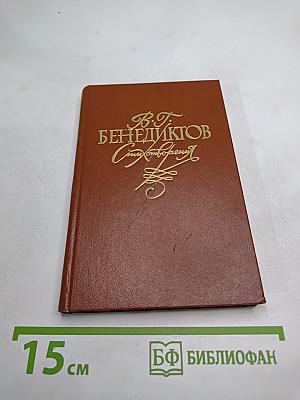 В. Г.
БЕНЕДИКТОВ
Стихотворения
15 см
БФ БИБЛИОФАН